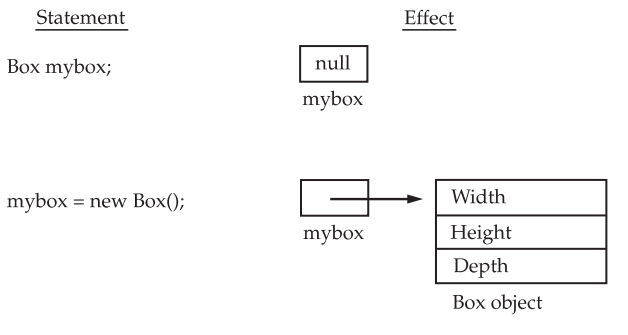 Statement Effect
Box mybox; null
mybox
mybox = new Box(); Width
mybox Height
Depth
Box object